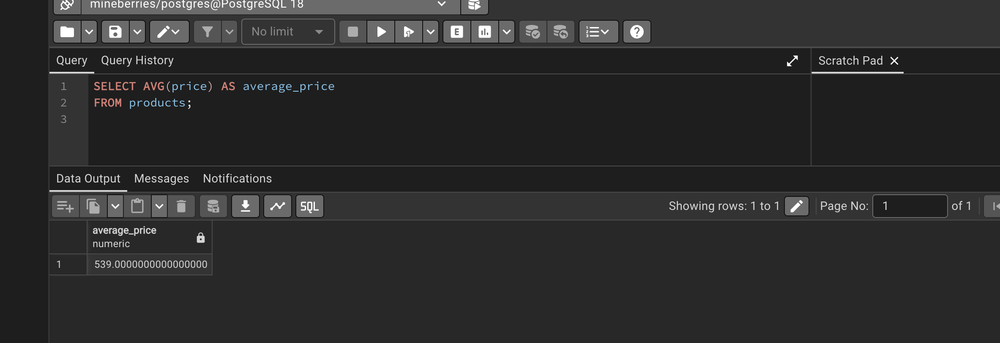 mineberries/postgres@PostgreSQL 18
No limit
E
Query Query History Scratch Pad
1 SELECT AVG(price) AS average_price
2 FROM products;
3
Data Output Messages Notifications
SQL Showing rows: 1 to 1 Page No: 1 of 1
average_price
numeric
1 539.0000000000000000